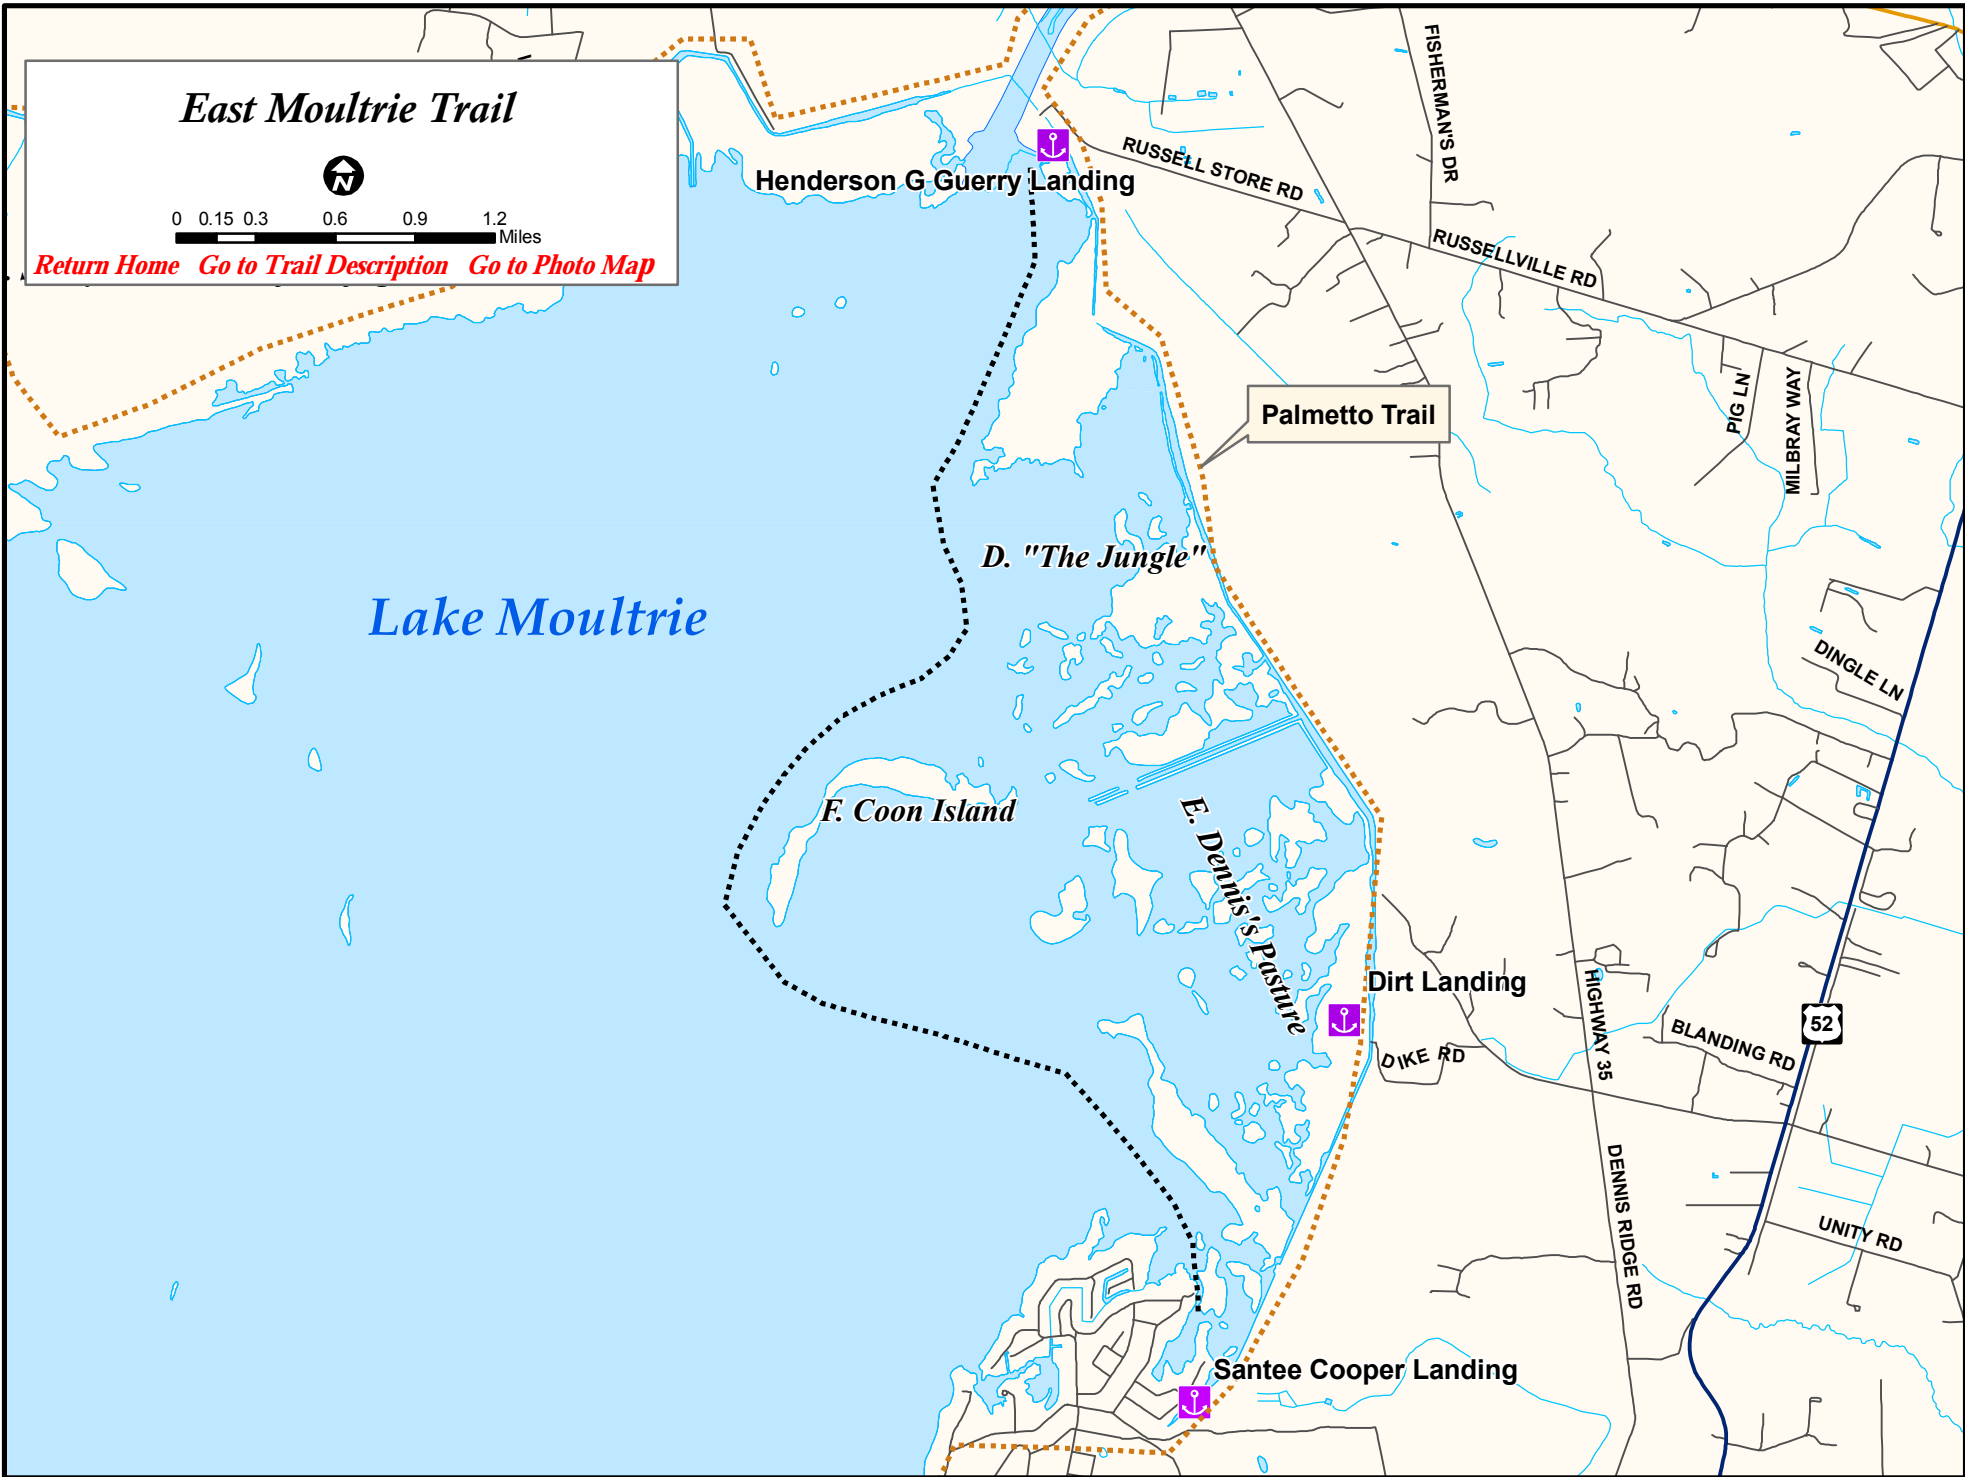 East Moultrie Trail
N
0 0.15 0.3 0.6 0.9 1.2
Miles
Return Home Go to Trail Description Go to Photo Map
Henderson G Guerry Landing
RUSSELL STORE RD
FISHERMAN'S DR
RUSSELLVILLE RD
PIG LN
MILBRAY WAY
Palmetto Trail
D. "The Jungle"
Lake Moultrie
DINGLE LN
F. Coon Island
E. Dennis's Pasture
Dirt Landing
HIGHWAY 35
52
BLANDING RD
DIKE RD
DENNIS RIDGE RD
UNITY RD
Santee Cooper Landing